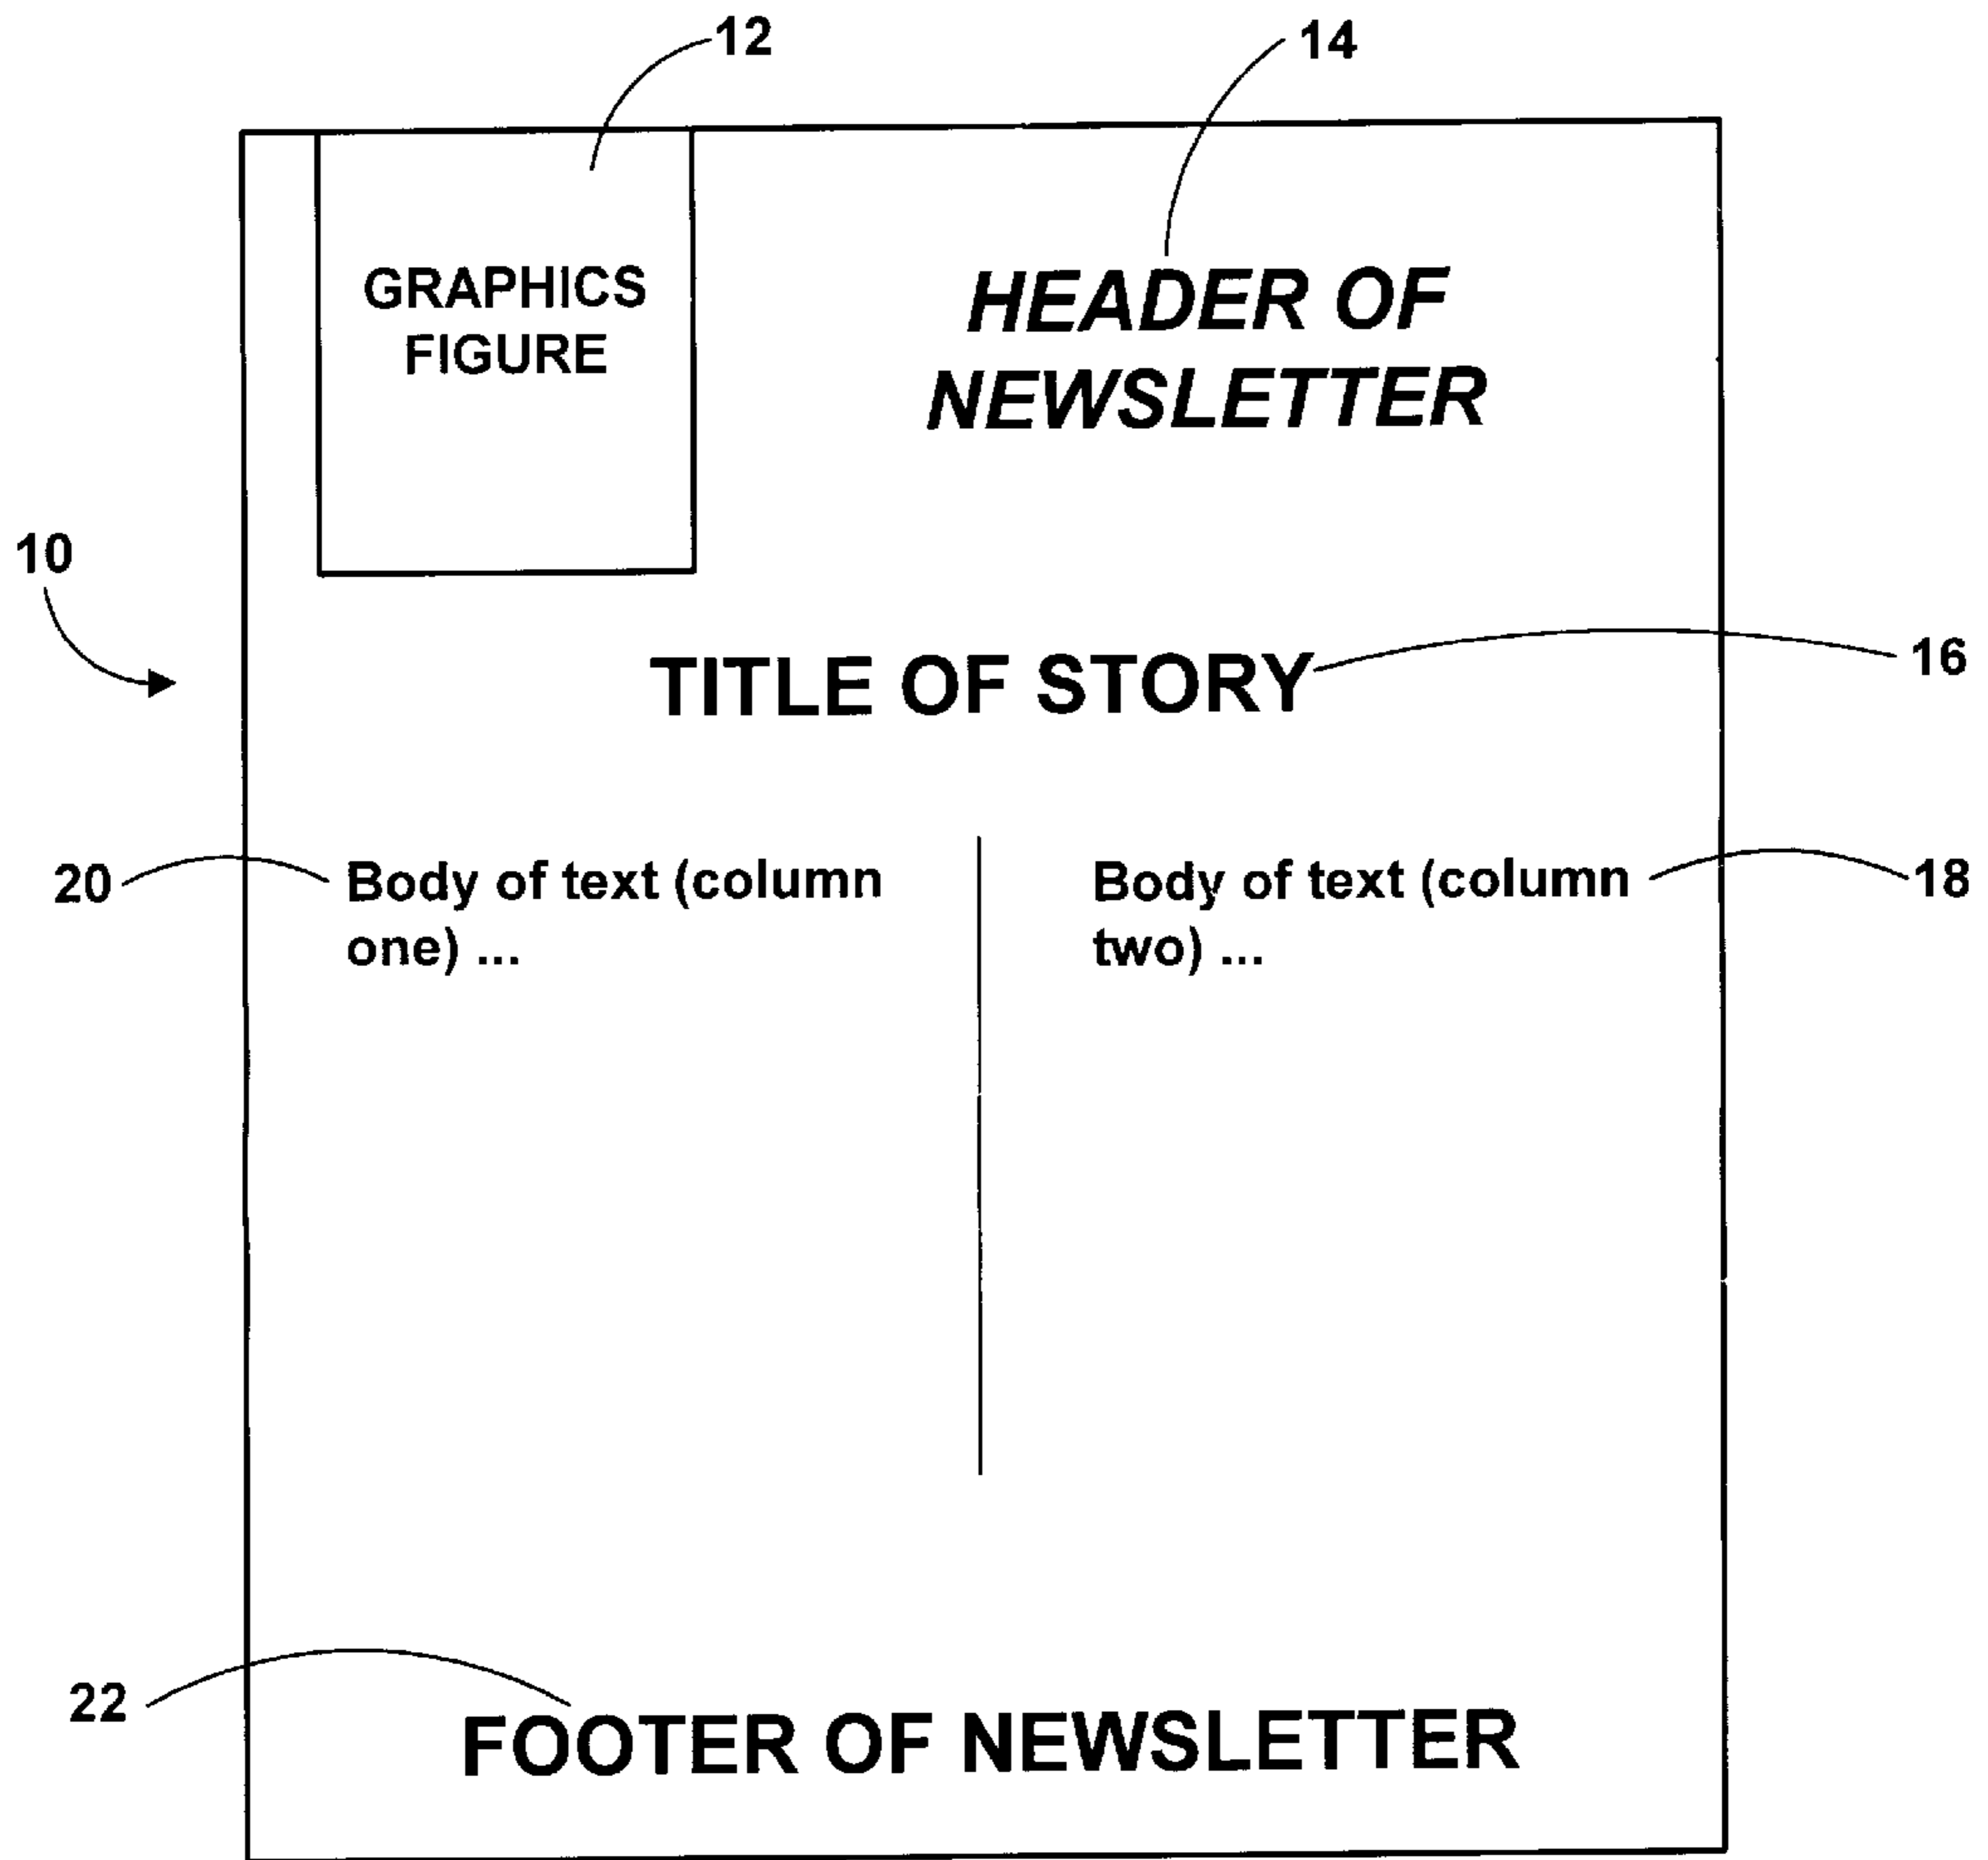 12
14
GRAPHICS
FIGURE
HEADER OF
NEWSLETTER
10
TITLE OF STORY
16
20
Body of text (column
one) ...
Body of text (column
two) ...
18
22
FOOTER OF NEWSLETTER